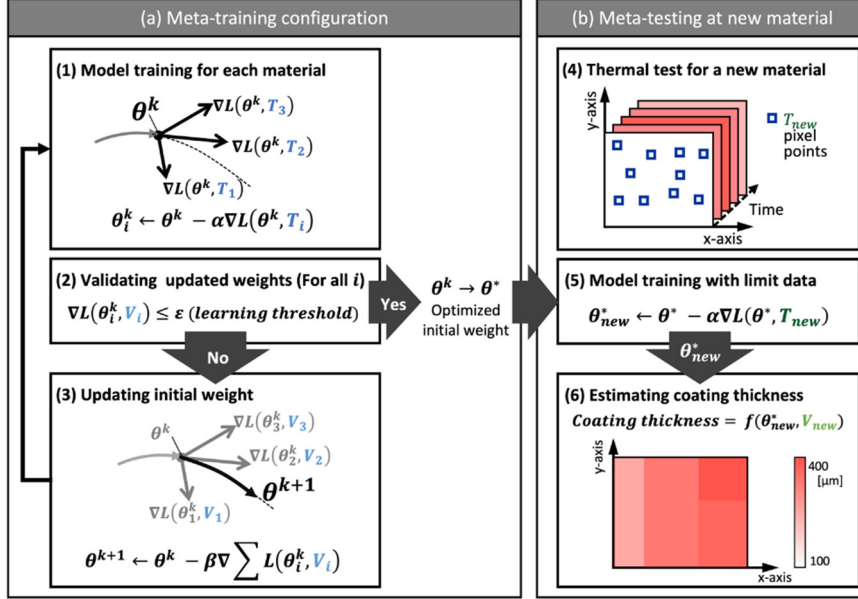 (a) Meta-training configuration
(1) Model training for each material
θ^k
∇L(θ^k, T_3)
∇L(θ^k, T_2)
∇L(θ^k, T_1)
θ_i^k ← θ^k − α∇L(θ^k, T_i)
(2) Validating updated weights (For all i)
∇L(θ_i^k, V_i) ≤ ε (learning threshold)
Yes
No
θ^k → θ^*
Optimized
initial weight
(3) Updating initial weight
θ^k
∇L(θ_3^k, V_3)
∇L(θ_2^k, V_2)
θ^{k+1}
∇L(θ_1^k, V_1)
θ^{k+1} ← θ^k − β∇ ∑ L(θ_i^k, V_i)
(b) Meta-testing at new material
(4) Thermal test for a new material
y-axis
T_new
pixel
points
Time
x-axis
(5) Model training with limit data
θ_new^* ← θ^* − α∇L(θ^*, T_new)
θ_new^*
(6) Estimating coating thickness
Coating thickness = f(θ_new^*, V_new)
y-axis
400
[μm]
100
x-axis